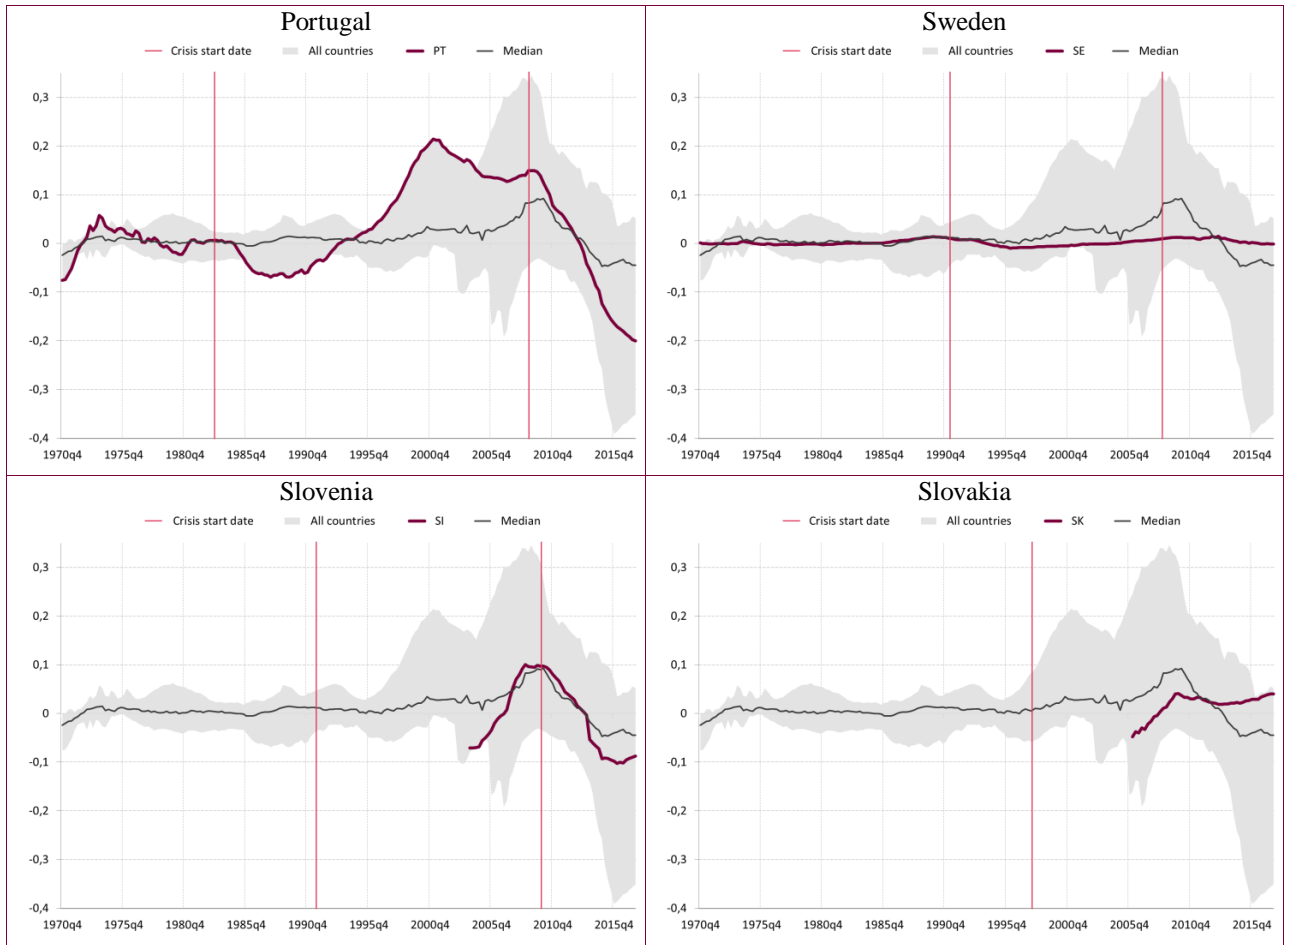 Portugal
Crisis start date All countries PT Median
0,3
0,2
0,1
0
-0,1
-0,2
-0,3
-0,4
1970q4 1975q4 1980q4 1985q4 1990q4 1995q4 2000q4 2005q4 2010q4 2015q4
Sweden
Crisis start date All countries SE Median
0,3
0,2
0,1
0
-0,1
-0,2
-0,3
-0,4
1970q4 1975q4 1980q4 1985q4 1990q4 1995q4 2000q4 2005q4 2010q4 2015q4
Slovenia
Crisis start date All countries SI Median
0,3
0,2
0,1
0
-0,1
-0,2
-0,3
-0,4
1970q4 1975q4 1980q4 1985q4 1990q4 1995q4 2000q4 2005q4 2010q4 2015q4
Slovakia
Crisis start date All countries SK Median
0,3
0,2
0,1
0
-0,1
-0,2
-0,3
-0,4
1970q4 1975q4 1980q4 1985q4 1990q4 1995q4 2000q4 2005q4 2010q4 2015q4